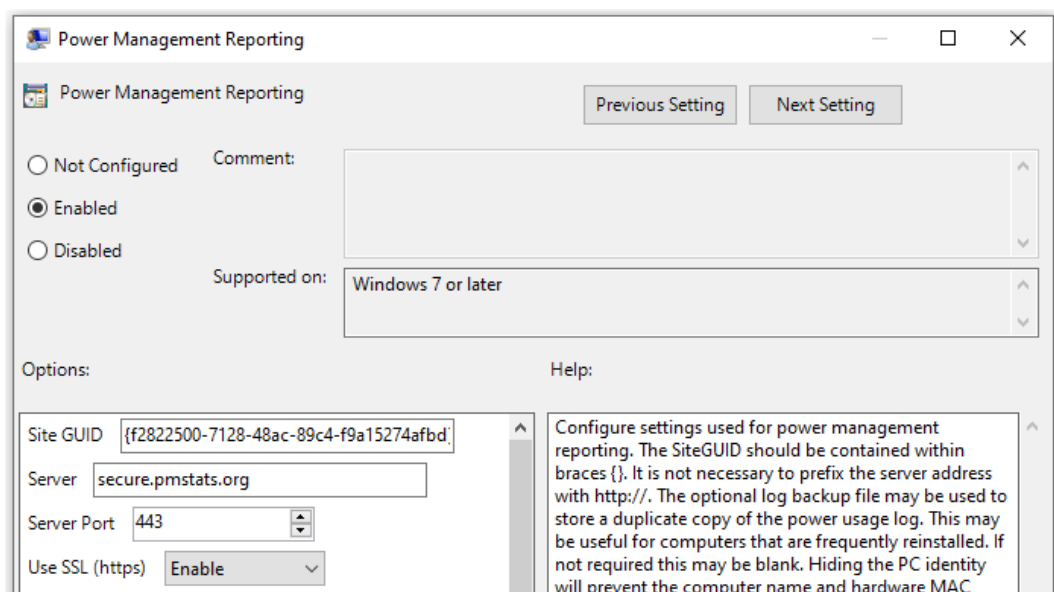 Power Management Reporting
Power Management Reporting
Previous Setting
Next Setting
Not Configured
Comment:
Enabled
Disabled
Supported on:
Windows 7 or later
Options:
Help:
Site GUID {f2822500-7128-48ac-89c4-f9a15274afbd}
Server secure.pmstats.org
Server Port 443
Use SSL (https) Enable
Configure settings used for power management
reporting. The SiteGUID should be contained within
braces {}. It is not necessary to prefix the server address
with http://. The optional log backup file may be used to
store a duplicate copy of the power usage log. This may
be useful for computers that are frequently reinstalled. If
not required this may be blank. Hiding the PC identity
will prevent the computer name and hardware MAC